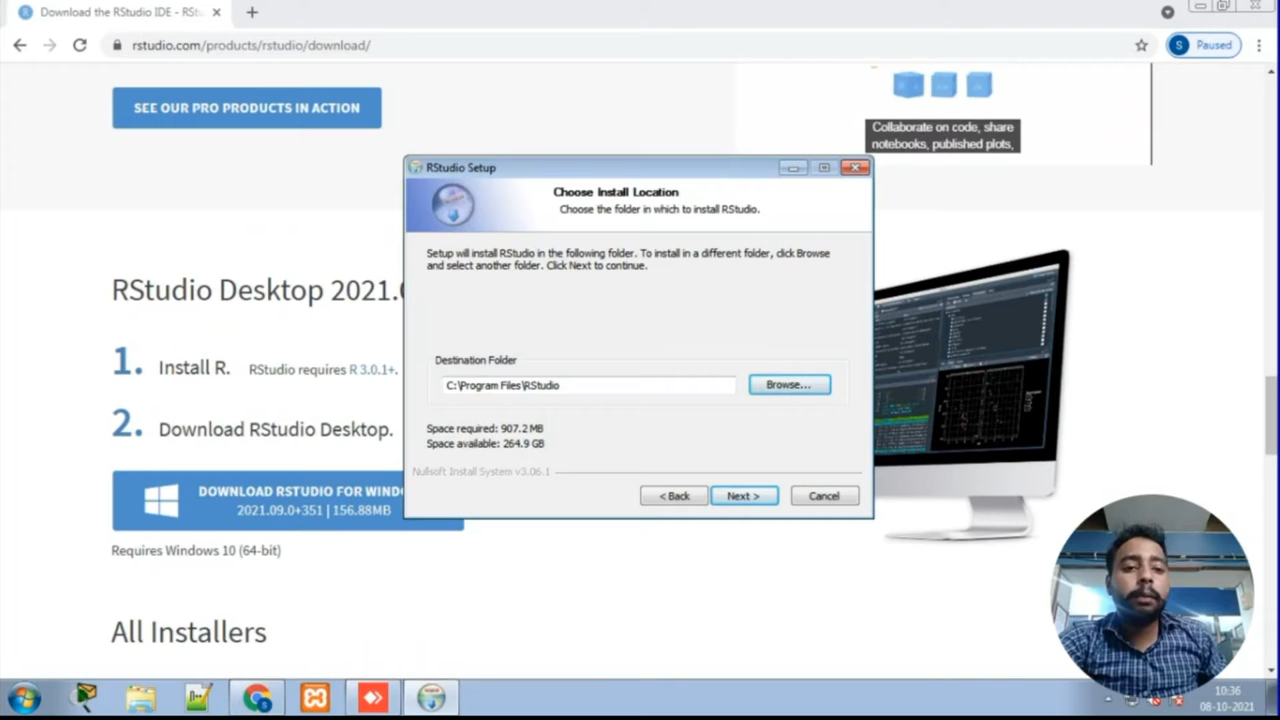 Download the RStudio IDE - RSt
rstudio.com/products/rstudio/download/
S
Paused
SEE OUR PRO PRODUCTS IN ACTION
Collaborate on code, share
notebooks, published plots,
RStudio Setup
Choose Install Location
Choose the folder in which to install RStudio.
Setup will install RStudio in the following folder. To install in a different folder, click Browse
and select another folder. Click Next to continue.
RStudio Desktop 2021.0
1. Install R. RStudio requires R 3.0.1+.
Destination Folder
C:\Program Files\RStudio
Browse...
2. Download RStudio Desktop.
Space required: 907.2 MB
Space available: 264.9 GB
Nullsoft Install System v3.06.1
< Back
Next >
Cancel
DOWNLOAD RSTUDIO FOR WIND
2021.09.0+351 | 156.88MB
Requires Windows 10 (64-bit)
All Installers
10:36
08-10-2021